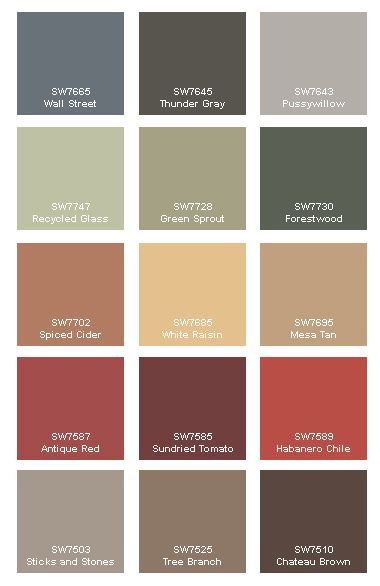 SW7665
Wall Street
SW7645
Thunder Gray
SW7643
Pussywillow
SW7747
Recycled Glass
SW7728
Green Sprout
SW7730
Forestwood
SW7702
Spiced Cider
SW7685
White Raisin
SW7695
Mesa Tan
SW7587
Antique Red
SW7585
Sundried Tomato
SW7589
Habanero Chile
SW7503
Sticks and Stones
SW7525
Tree Branch
SW7510
Chateau Brown